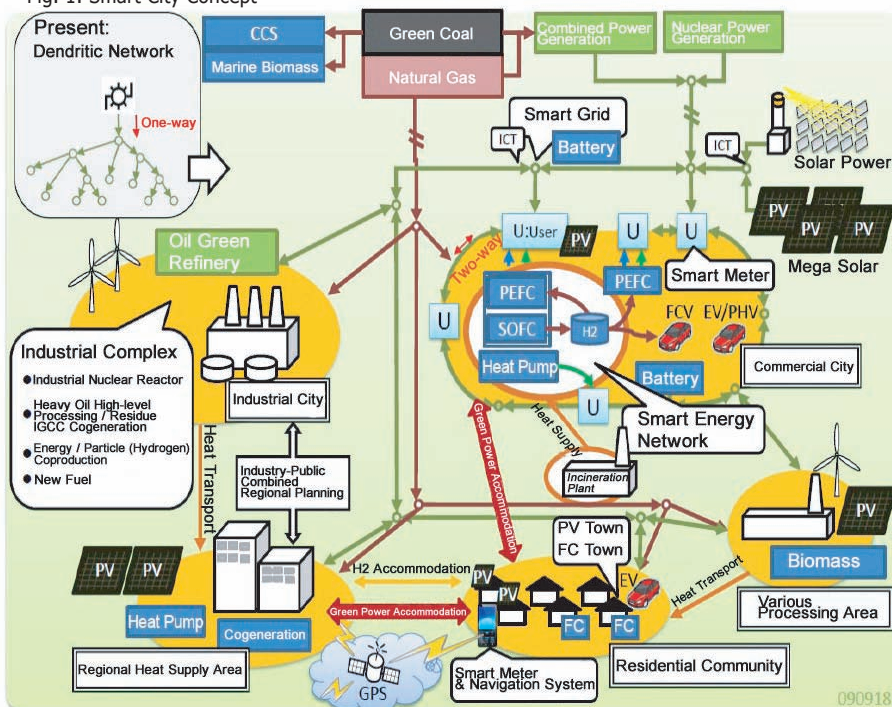 Fig. 1: Smart City Concept
Present:
Dendritic Network
One-way
CCS
Marine Biomass
Green Coal
Natural Gas
Combined Power
Generation
Nuclear Power
Generation
Smart Grid
ICT
Battery
ICT
Solar Power
PV
PV
PV
PV
Mega Solar
Oil Green
Refinery
Two-way
U:User
PV
U
U
Smart Meter
PEFC
PEFC
SOFC
H2
FCV
EV/PHV
U
Heat Pump
Battery
U
Commercial City
Smart Energy
Network
Industrial Complex
●Industrial Nuclear Reactor
●Heavy Oil High-level
Processing / Residue
IGCC Cogeneration
●Energy / Particle (Hydrogen)
Coproduction
●New Fuel
Industrial City
Heat Transport
Industry-Public
Combined
Regional Planning
Green Power Accommodation
Heat Supply
Incineration
Plant
PV Town
FC Town
PV
Biomass
Various
Processing Area
Heat Transport
PV
PV
Heat Pump
Cogeneration
Regional Heat Supply Area
H2 Accommodation
Green Power Accommodation
PV
PV
EV
FC
FC
GPS
Smart Meter
& Navigation System
Residential Community
090918